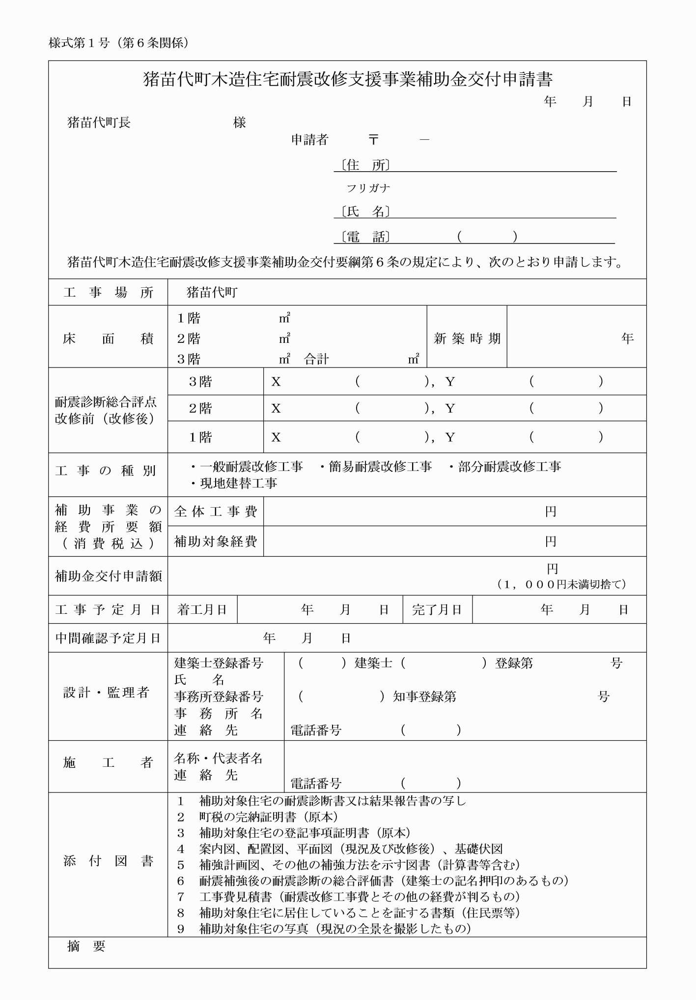 様式第１号（第６条関係）
猪苗代町木造住宅耐震改修支援事業補助金交付申請書
年　　月　　日
猪苗代町長　　　　　　　　様
申請者　　　〒　　　－
〔住　所〕
フリガナ
〔氏　名〕
〔電　話〕　　　　　（　　　　）
猪苗代町木造住宅耐震改修支援事業補助金交付要綱第６条の規定により、次のとおり申請します。
工　事　場　所　　猪苗代町
床　　面　　積
１階　　　　　　㎡
２階　　　　　　㎡
３階　　　　　　㎡　合計　　　　　　㎡
新 築 時 期　　　　年
耐震診断総合評点
改修前（改修後）
３階　　Ｘ　　　　　（　　　　　），Ｙ　　　　　（　　　　　）
２階　　Ｘ　　　　　（　　　　　），Ｙ　　　　　（　　　　　）
１階　　Ｘ　　　　　（　　　　　），Ｙ　　　　　（　　　　　）
工 事 の 種 別
・一般耐震改修工事　・簡易耐震改修工事　・部分耐震改修工事
・現地建替工事
補 助 事 業 の
経 費 所 要 額
（ 消 費 税 込 ）
全 体 工 事 費　　　　円
補助対象経費　　　　円
補助金交付申請額　　　　円
（１，０００円未満切捨て）
工 事 予 定 月 日　　着工月日　　年　　月　　日　　完了月日　　年　　月　　日
中間確認予定月日　　　　年　　月　　日
設計・監理者
建築士登録番号　　（　　　）建築士（　　　　　　）登録第　　　　　　号
氏　　名
事務所登録番号　　（　　　　　　）知事登録第　　　　　　　　　　　号
事　務　所　名
連　絡　先　　電話番号　　　　　（　　　　）
施　　工　　者
名称・代表者名
連　絡　先
電話番号　　　　　（　　　　）
添　付　図　書
１　補助対象住宅の耐震診断書又は結果報告書の写し
２　町税の完納証明書（原本）
３　補助対象住宅の登記事項証明書（原本）
４　案内図、配置図、平面図（現況及び改修後）、基礎伏図
５　補強計画図、その他の補強方法を示す図書（計算書等含む）
６　耐震補強後の耐震診断の総合評価書（建築士の記名押印のあるもの）
７　工事費見積書（耐震改修工事費とその他の経費が判るもの）
８　補助対象住宅に居住していることを証する書類（住民票等）
９　補助対象住宅の写真（現況の全景を撮影したもの）
摘　要